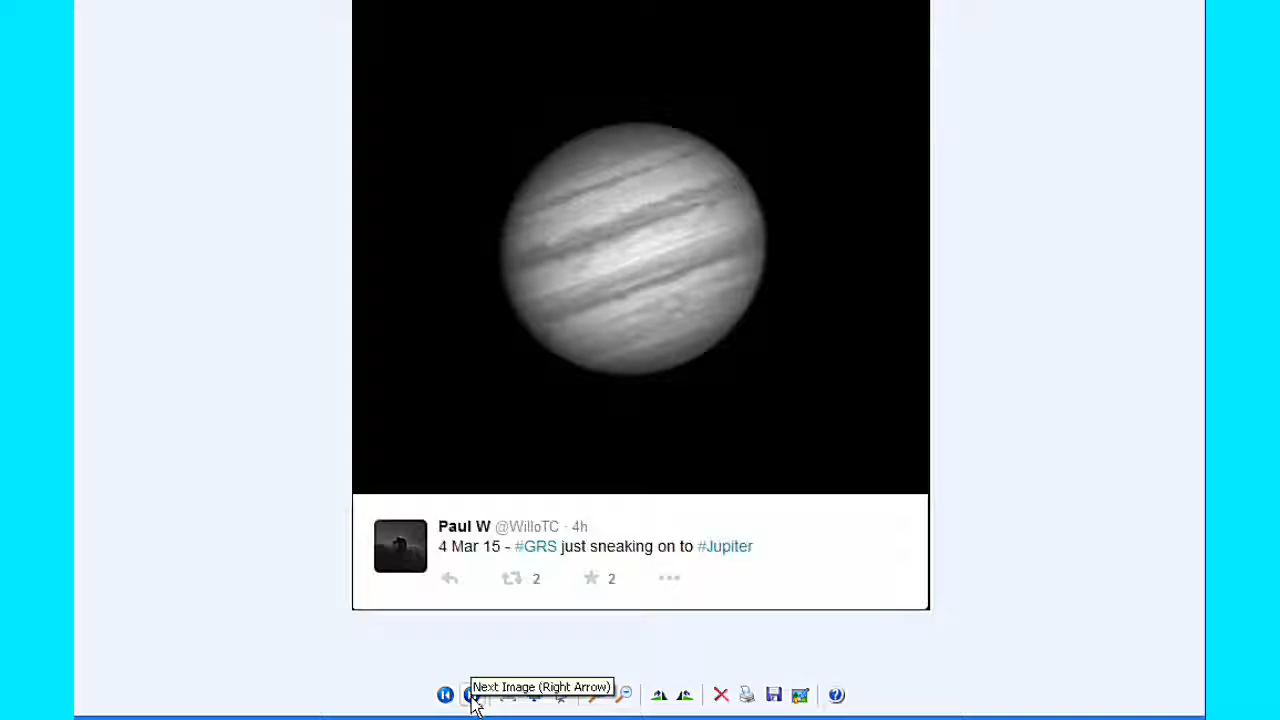 Paul W @WilloTC · 4h
4 Mar 15 - #GRS just sneaking on to #Jupiter
2 2
Next Image (Right Arrow)